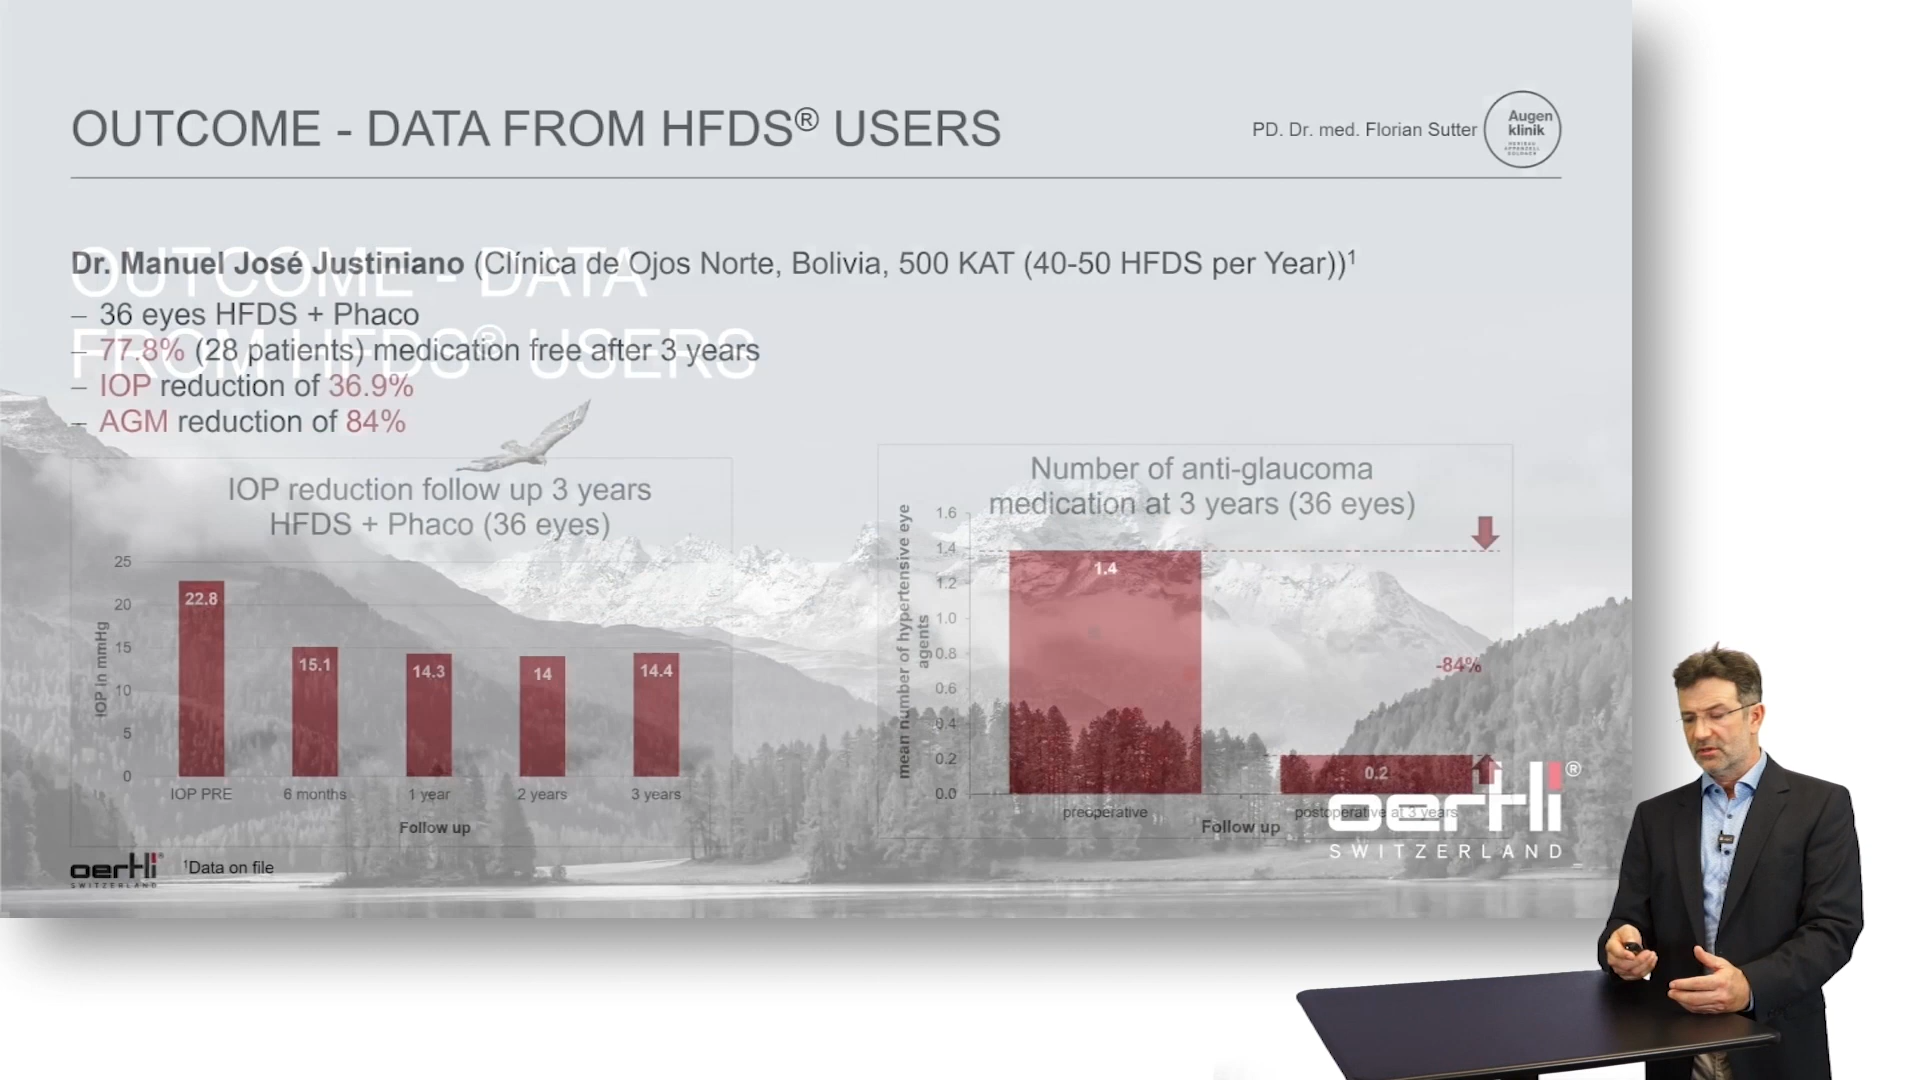 OUTCOME - DATA FROM HFDS® USERS
PD. Dr. med. Florian Sutter
Augen
klinik
Dr. Manuel José Justiniano (Clínica de Ojos Norte, Bolivia, 500 KAT (40-50 HFDS per Year))¹
OUTCOME - DATA
FROM HFDS® USERS
– 36 eyes HFDS + Phaco
– 77.8% (28 patients) medication free after 3 years
– IOP reduction of 36.9%
– AGM reduction of 84%
IOP reduction follow up 3 years
HFDS + Phaco (36 eyes)
IOP in mmHg
25
20
15
10
5
0
22.8
15.1
14.3
14
14.4
IOP PRE
6 months
1 year
2 years
3 years
Follow up
Number of anti-glaucoma
medication at 3 years (36 eyes)
mean number of hypertensive eye
agents
1.6
1.4
1.2
1.0
0.8
0.6
0.4
0.2
0.0
1.4
-84%
0.2
preoperative
postoperative at 3 years
Follow up
oertli®
SWITZERLAND
oertli®
SWITZERLAND
¹Data on file